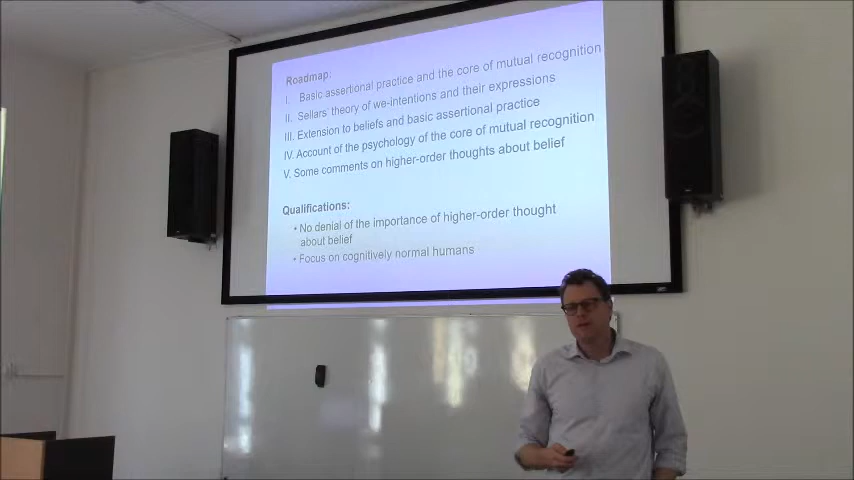 Roadmap:
I. Basic assertional practice and the core of mutual recognition
II. Sellars' theory of we-intentions and their expressions
III. Extension to beliefs and basic assertional practice
IV. Account of the psychology of the core of mutual recognition
V. Some comments on higher-order thoughts about belief
Qualifications:
• No denial of the importance of higher-order thought
about belief
• Focus on cognitively normal humans